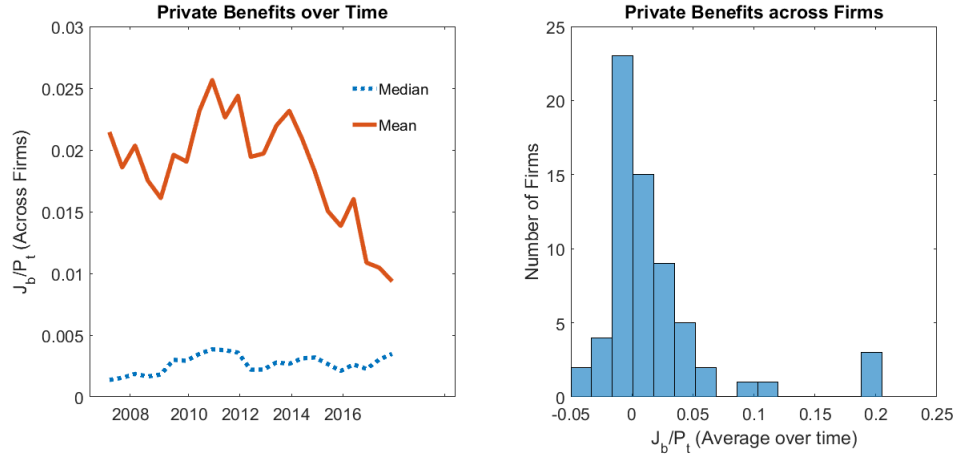 Private Benefits over Time
0.03
0.025
0.02
0.015
0.01
0.005
0
J_b/P_t (Across Firms)
Median
Mean
2008 2010 2012 2014 2016
Private Benefits across Firms
25
20
15
10
5
0
Number of Firms
-0.05 0 0.05 0.1 0.15 0.2 0.25
J_b/P_t (Average over time)